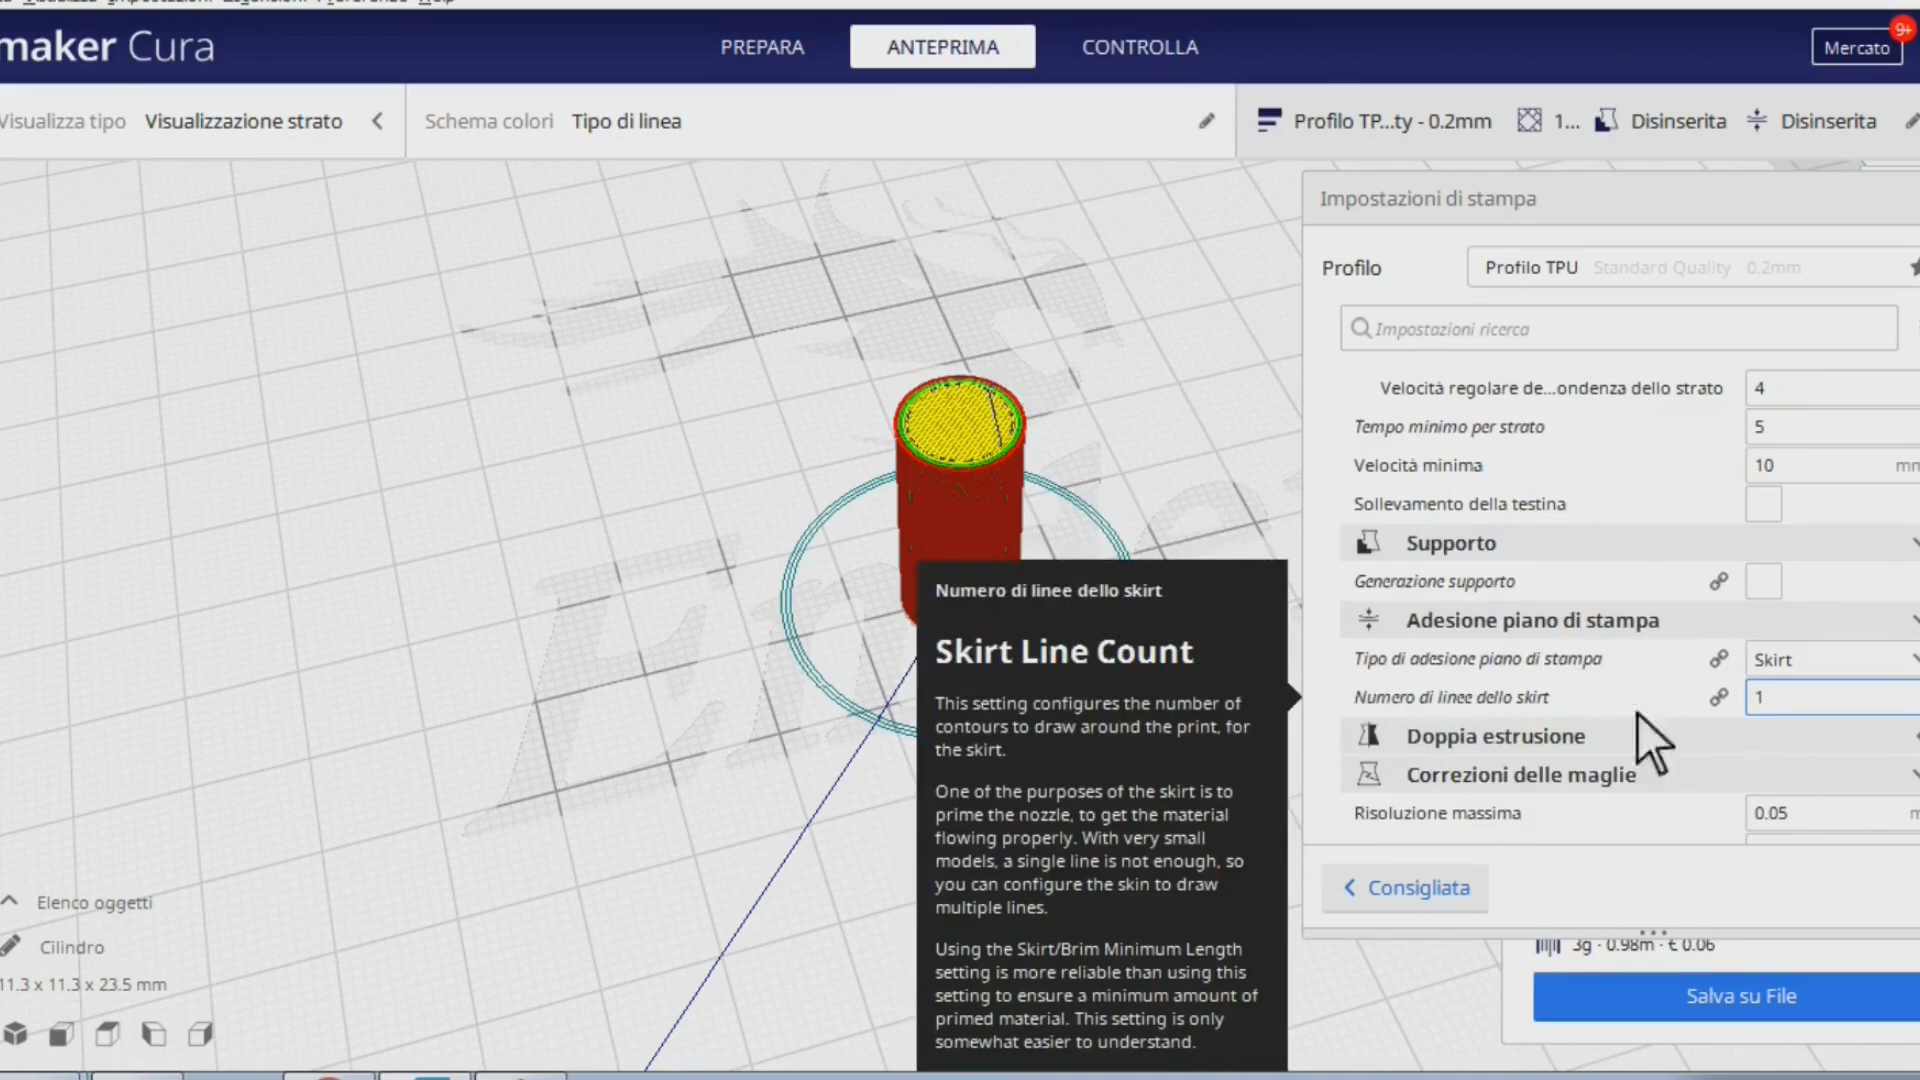 maker Cura
PREPARA
ANTEPRIMA
CONTROLLA
Mercato
9+
Visualizza tipo Visualizzazione strato
Schema colori Tipo di linea
Profilo TP...ty - 0.2mm
1...
Disinserita
Disinserita
Impostazioni di stampa
Profilo
Profilo TPU Standard Quality 0.2mm
Impostazioni ricerca
Velocità regolare de...ondenza dello strato 4
Tempo minimo per strato 5
Velocità minima 10
Sollevamento della testina
Supporto
Generazione supporto
Adesione piano di stampa
Tipo di adesione piano di stampa Skirt
Numero di linee dello skirt 1
Doppia estrusione
Correzioni delle maglie
Risoluzione massima 0.05
Consigliata
3g · 0.98m · € 0.06
Salva su File
Numero di linee dello skirt
Skirt Line Count
This setting configures the number of
contours to draw around the print, for
the skirt.
One of the purposes of the skirt is to
prime the nozzle, to get the material
flowing properly. With very small
models, a single line is not enough, so
you can configure the skin to draw
multiple lines.
Using the Skirt/Brim Minimum Length
setting is more reliable than using this
setting to ensure a minimum amount of
primed material. This setting is only
somewhat easier to understand.
Elenco oggetti
Cilindro
11.3 x 11.3 x 23.5 mm